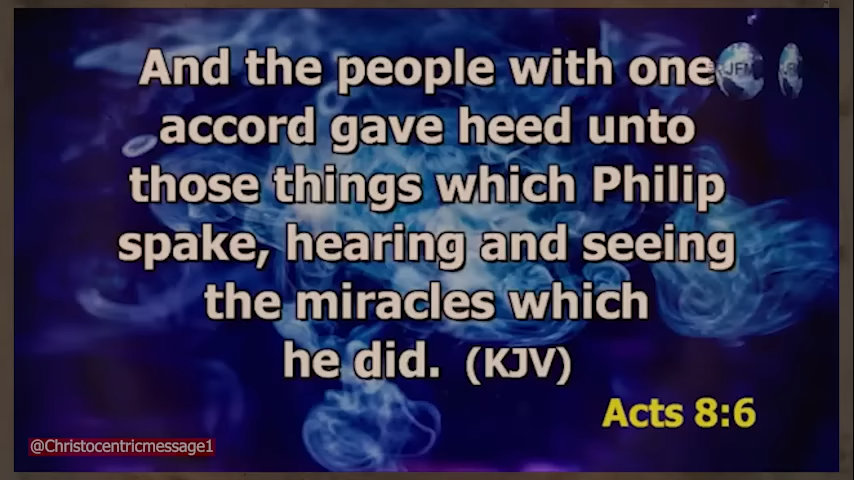 And the people with one
accord gave heed unto
those things which Philip
spake, hearing and seeing
the miracles which
he did. (KJV)
Acts 8:6
@Christocentricmessage1
JFM